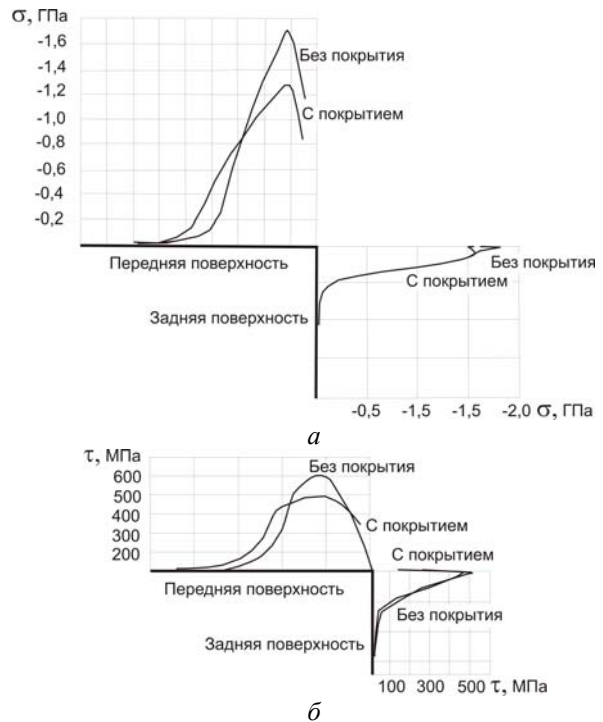 σ, ГПа
-1,6
-1,4
-1,2
-1,0
-0,8
-0,6
-0,4
-0,2
Без покрытия
С покрытием
Передняя поверхность
Без покрытия
С покрытием
Задняя поверхность
-0,5 -1,5 -1,5 -2,0 σ, ГПа
а
τ, МПа
600
500
400
300
200
Без покрытия
С покрытием
С покрытием
Передняя поверхность
Без покрытия
Задняя поверхность
100 300 500 τ, МПа
б